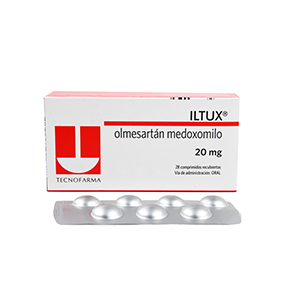 ILTUX®
olmesartán medoxomilo
20 mg
28 comprimidos recubiertos
Vía de administración: ORAL
TECNOFARMA